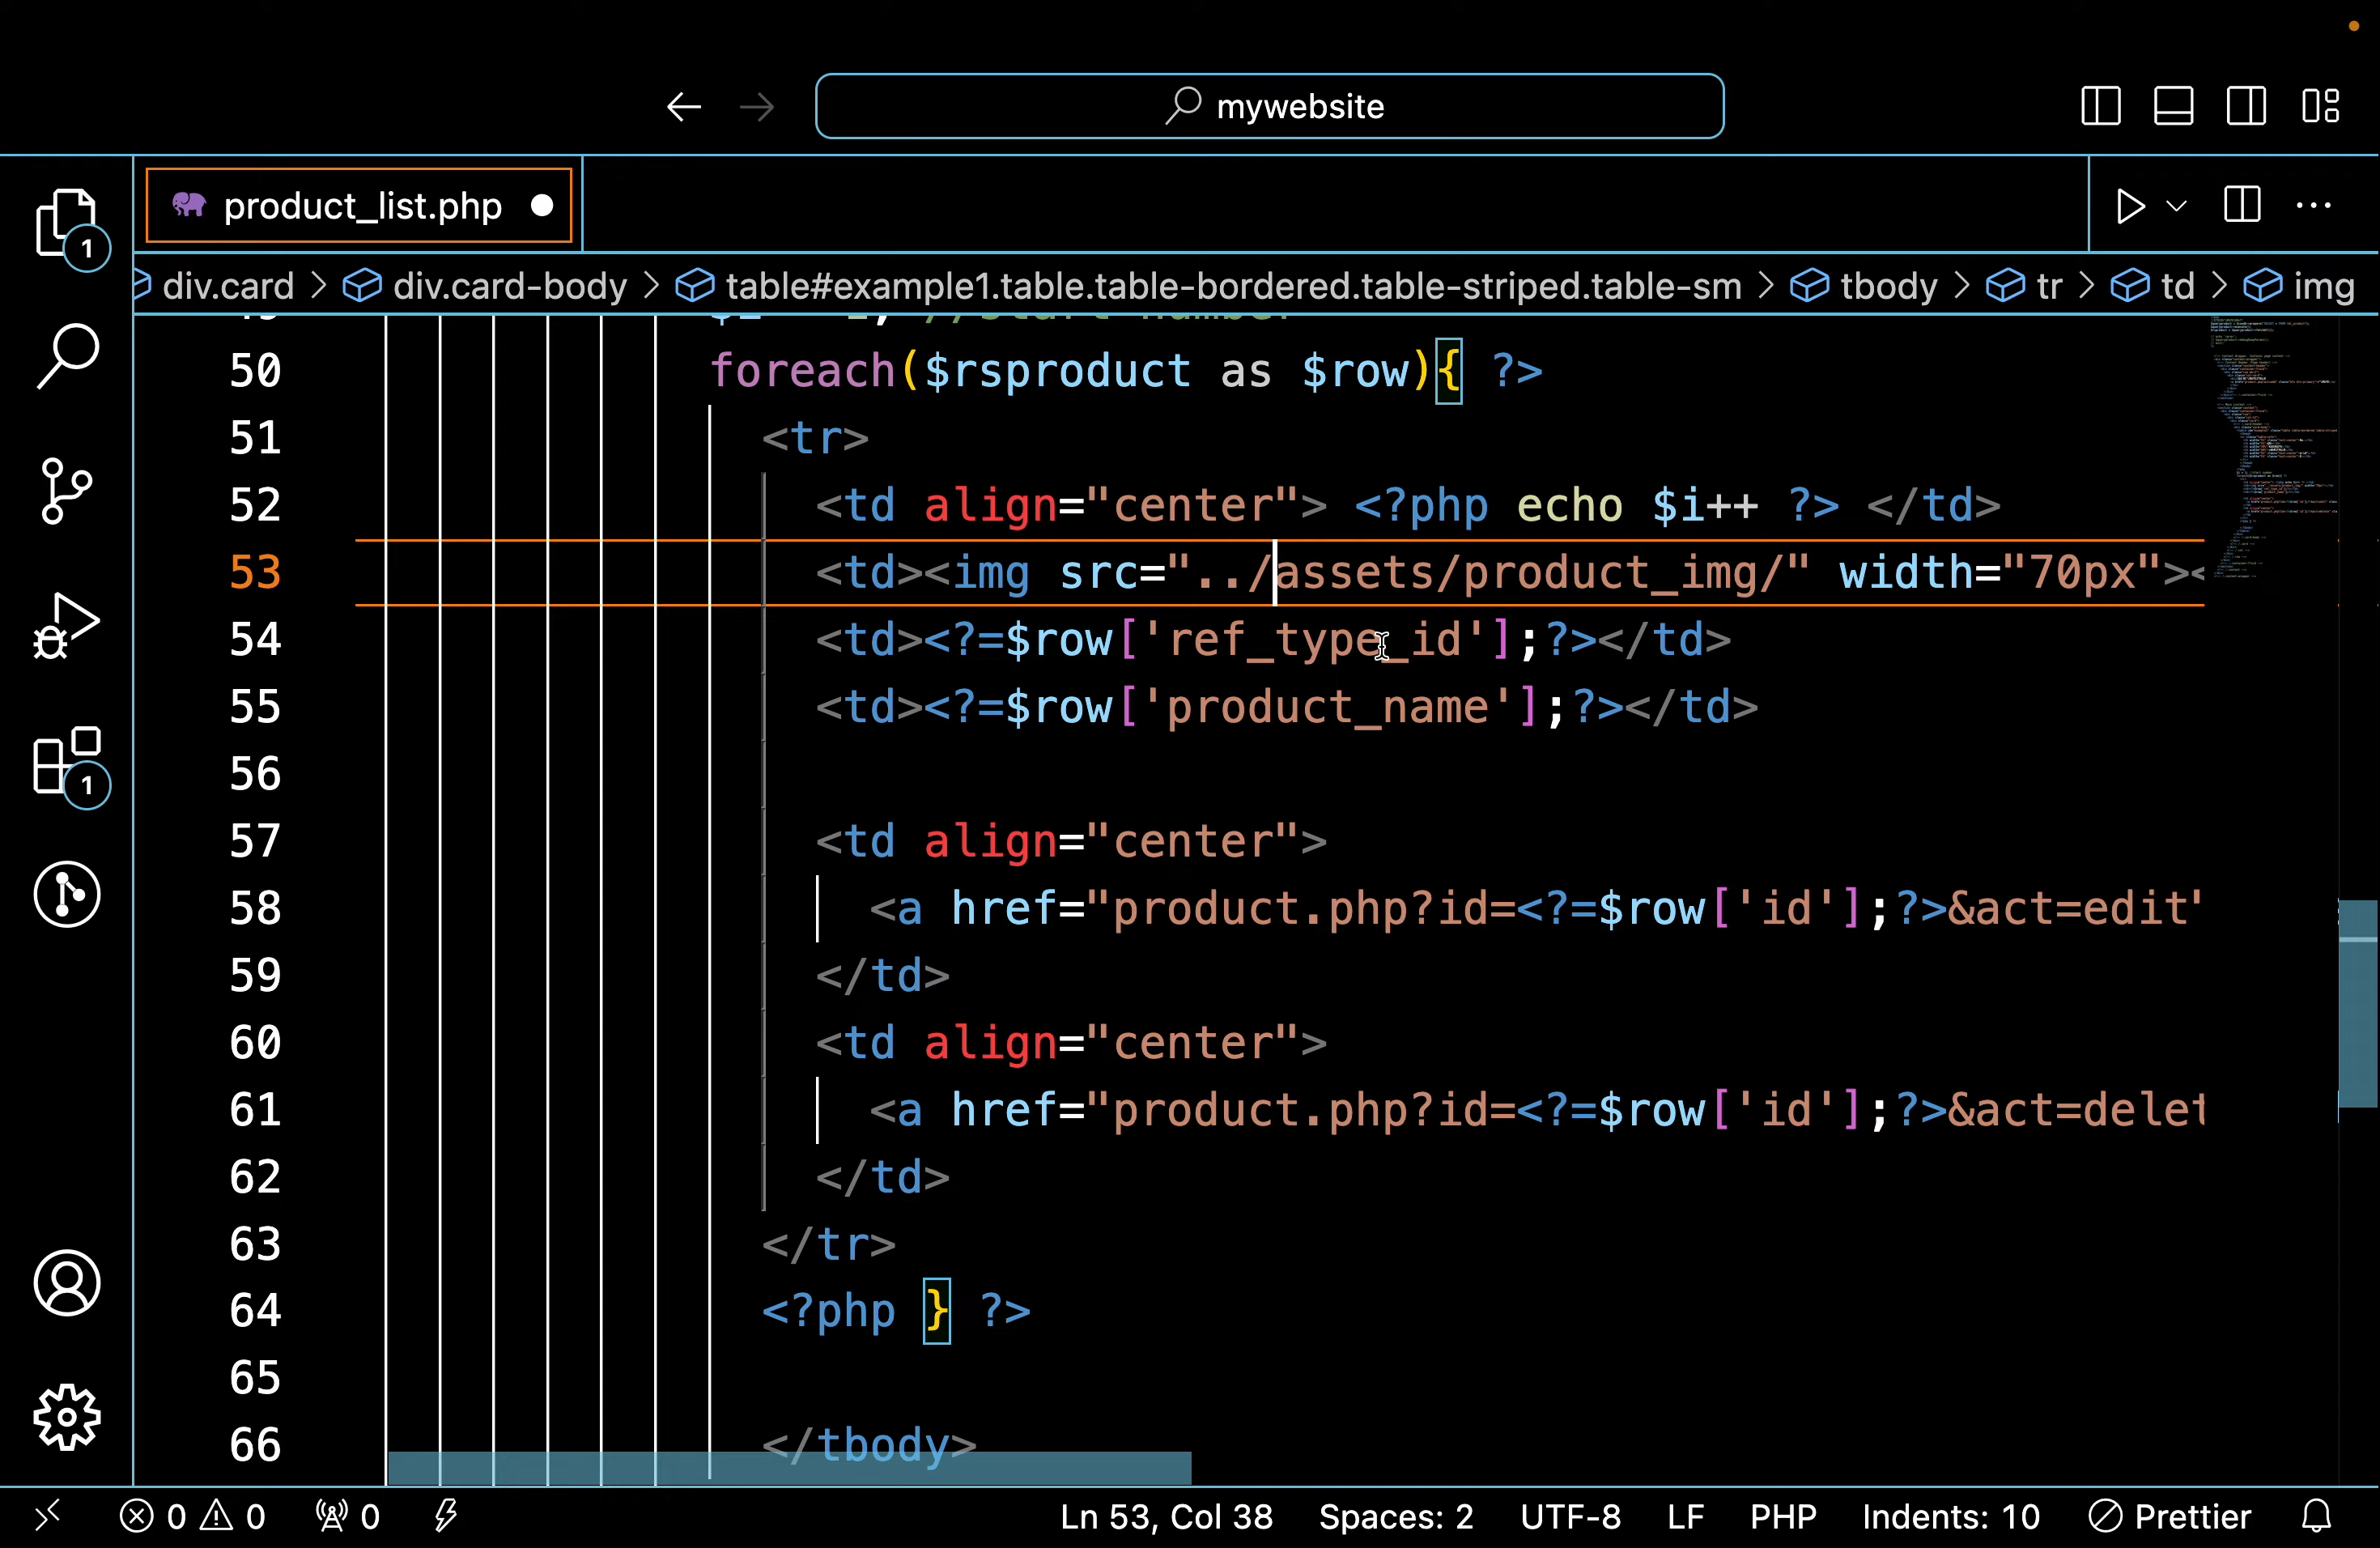 mywebsite
product_list.php
div.card > div.card-body > table#example1.table.table-bordered.table-striped.table-sm > tbody > tr > td > img
1
50 foreach($rsproduct as $row){ ?>
51 <tr>
52 <td align="center"> <?php echo $i++ ?> </td>
53 <td><img src="../assets/product_img/" width="70px"><
54 <td><?=$row['ref_type_id'];?></td>
55 <td><?=$row['product_name'];?></td>
56
57 <td align="center">
1
58 <a href="product.php?id=<?=$row['id'];?>&act=edit"
59 </td>
60 <td align="center">
61 <a href="product.php?id=<?=$row['id'];?>&act=delet
62 </td>
63 </tr>
64 <?php } ?>
65
66 </tbody>
0 0 0 Ln 53, Col 38 Spaces: 2 UTF-8 LF PHP Indents: 10 Prettier